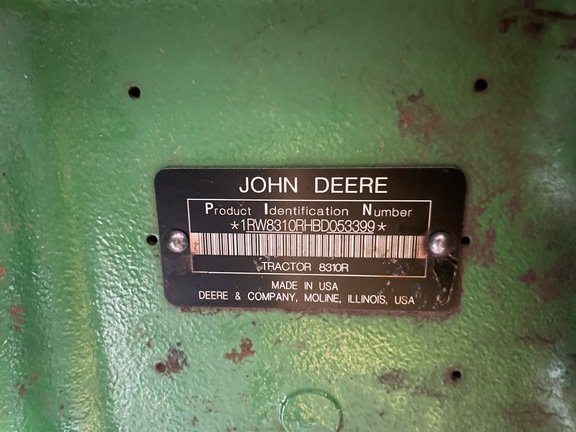 JOHN DEERE
Product Identification Number
*1RW8310RHBD053399*
TRACTOR 8310R
MADE IN USA
DEERE & COMPANY, MOLINE, ILLINOIS, USA